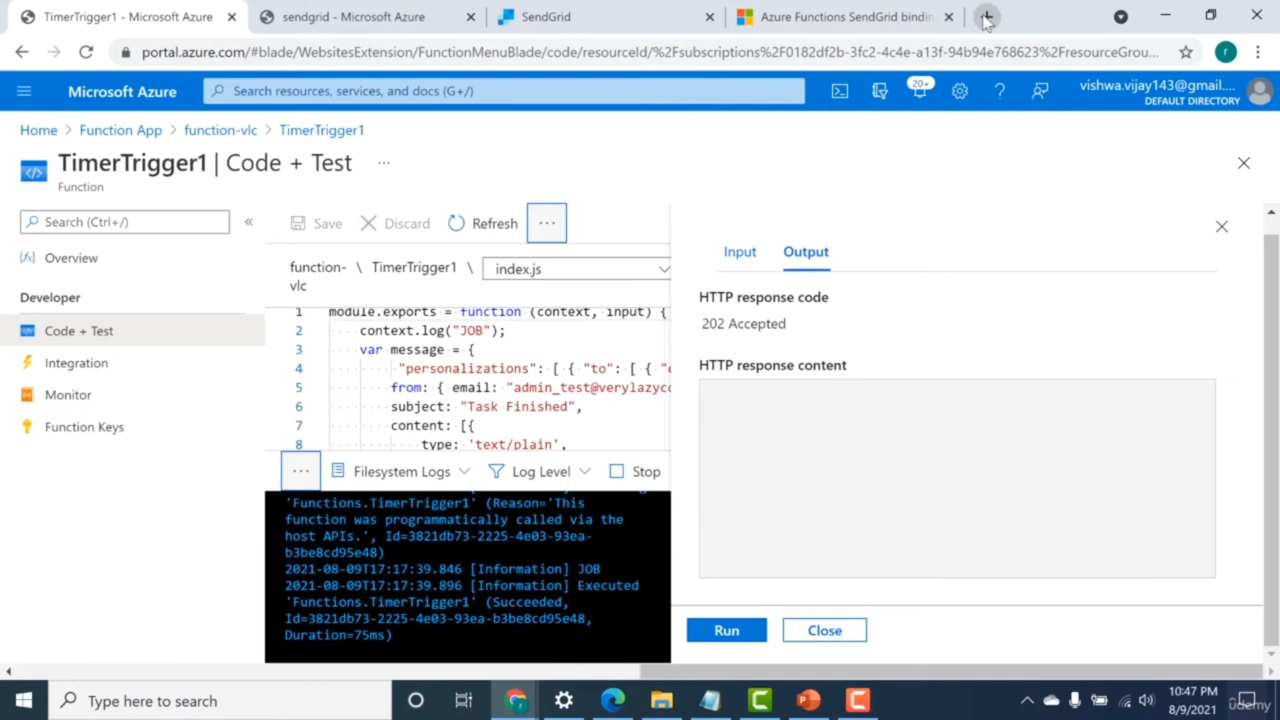 TimerTrigger1 - Microsoft Azure
sendgrid - Microsoft Azure
SendGrid
Azure Functions SendGrid bindin
portal.azure.com/#blade/WebsitesExtension/FunctionMenuBlade/code/resourceId/%2Fsubscriptions%2F0182df2b-3fc2-4c4e-a13f-94b94e768623%2FresourceGrou...
r
Microsoft Azure
Search resources, services, and docs (G+/)
20+
vishwa.vijay143@gmail....
DEFAULT DIRECTORY
Home > Function App > function-vlc > TimerTrigger1
TimerTrigger1 | Code + Test ...
Function
Search (Ctrl+/)
«
Overview
Developer
Code + Test
Integration
Monitor
Function Keys
Save
Discard
Refresh
...
function-vlc \ TimerTrigger1 \ index.js
1 module.exports = function (context, input) {
2 context.log("JOB");
3 var message = {
4 "personalizations": [ { "to": [ { "e
5 from: { email: "admin_test@verylazyco
6 subject: "Task Finished",
7 content: [{
8 type: 'text/plain',
... Filesystem Logs Log Level Stop
'Functions.TimerTrigger1' (Reason='This
function was programmatically called via the
host APIs.', Id=3821db73-2225-4e03-93ea-
b3be8cd95e48)
2021-08-09T17:17:39.846 [Information] JOB
2021-08-09T17:17:39.896 [Information] Executed
'Functions.TimerTrigger1' (Succeeded,
Id=3821db73-2225-4e03-93ea-b3be8cd95e48,
Duration=75ms)
Input
Output
HTTP response code
202 Accepted
HTTP response content
Run
Close
Type here to search
10:47 PM
8/9/2021
udemy